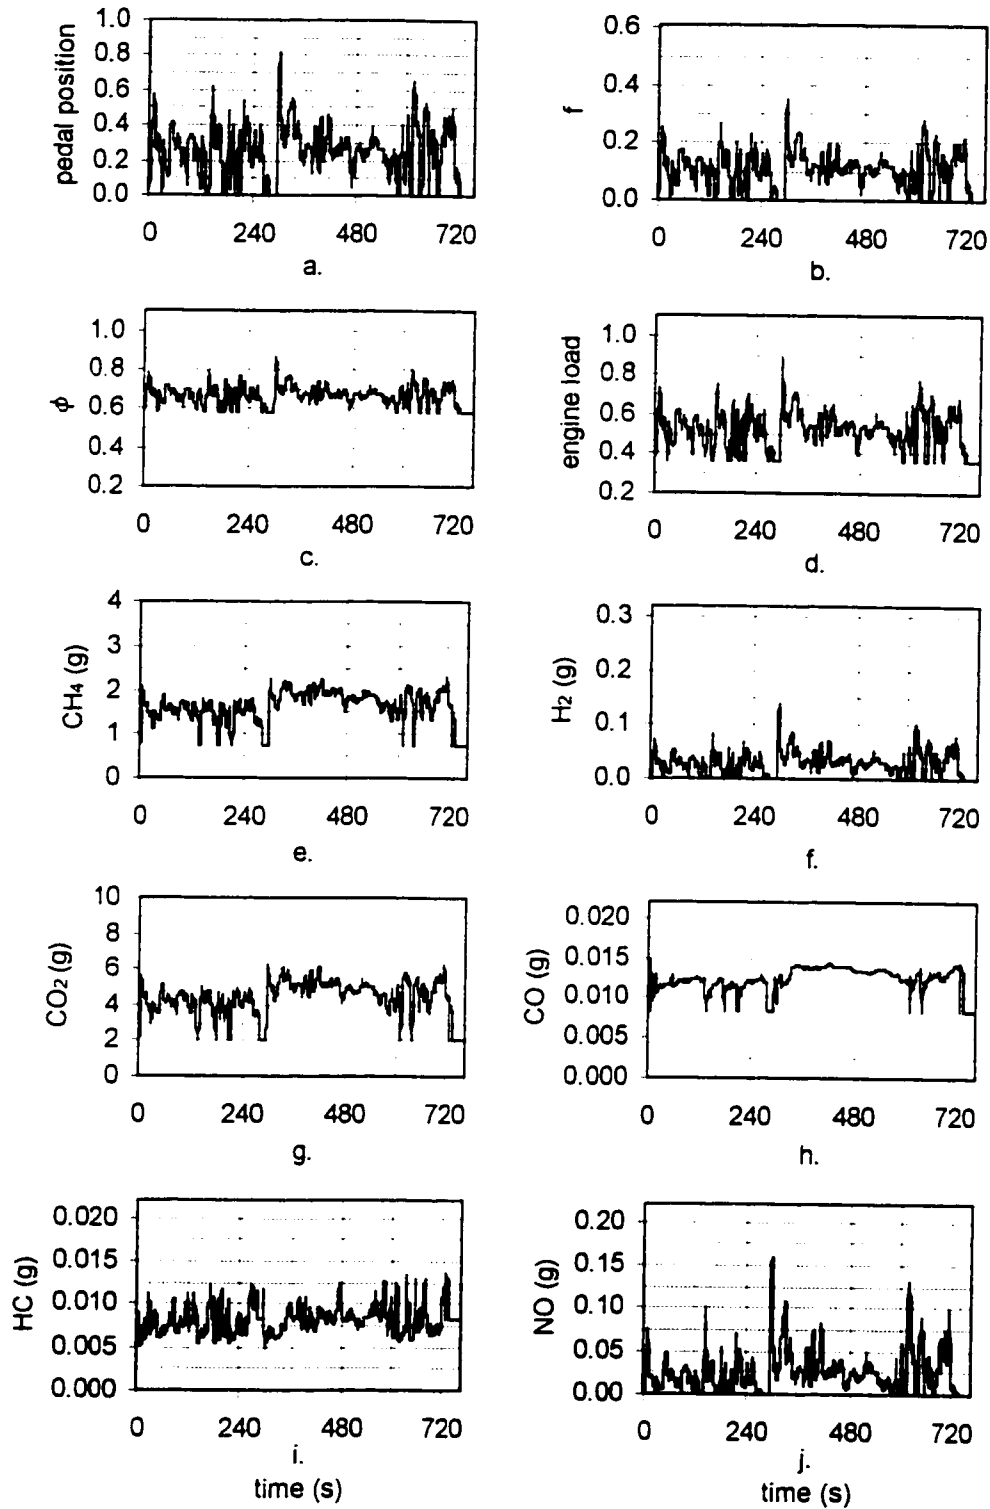 pedal position
1.0
0.8
0.6
0.4
0.2
0.0
0 240 480 720
a.
f
0.6
0.4
0.2
0.0
0 240 480 720
b.
ϕ
1.0
0.8
0.6
0.4
0.2
0 240 480 720
c.
engine load
1.0
0.8
0.6
0.4
0.2
0 240 480 720
d.
CH4 (g)
4
3
2
1
0
0 240 480 720
e.
H2 (g)
0.3
0.2
0.1
0.0
0 240 480 720
f.
CO2 (g)
10
8
6
4
2
0
0 240 480 720
g.
CO (g)
0.020
0.015
0.010
0.005
0.000
0 240 480 720
h.
HC (g)
0.020
0.015
0.010
0.005
0.000
0 240 480 720
i.
time (s)
NO (g)
0.20
0.15
0.10
0.05
0.00
0 240 480 720
j.
time (s)